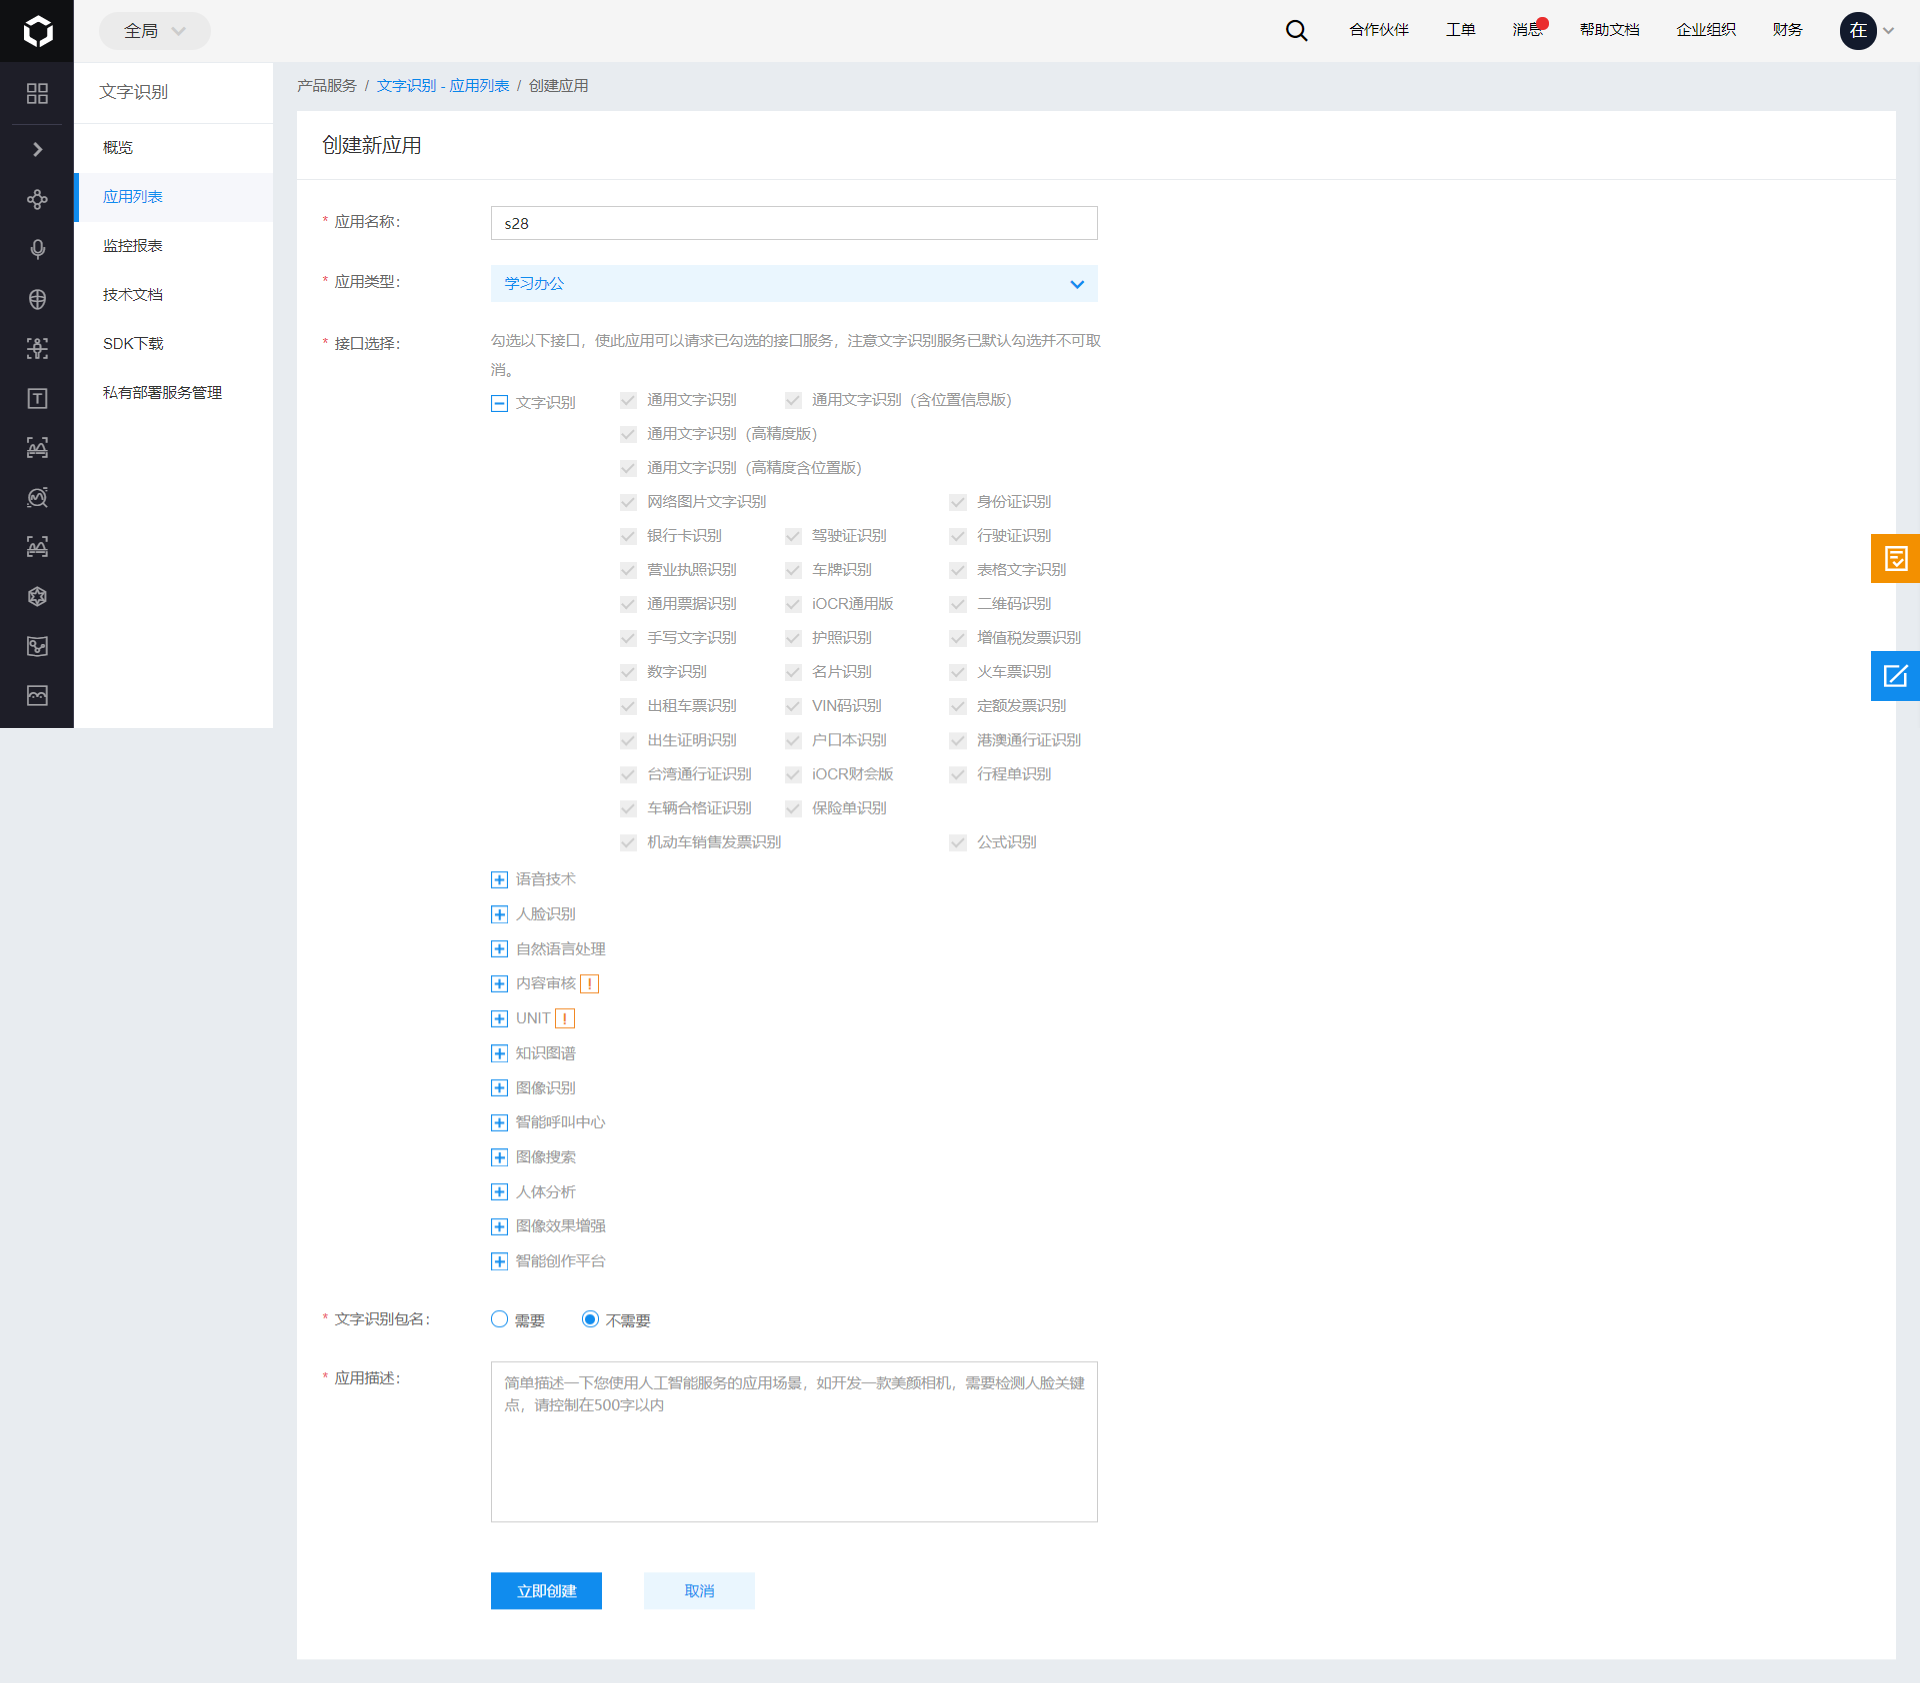 全局
合作伙伴 工单 消息 帮助文档 企业组织 财务 在
文字识别
概览
应用列表
监控报表
技术文档
SDK下载
私有部署服务管理
产品服务 / 文字识别 - 应用列表 / 创建应用
创建新应用
* 应用名称： s28
* 应用类型： 学习办公
* 接口选择： 勾选以下接口，使此应用可以请求已勾选的接口服务，注意文字识别服务已默认勾选并不可取
消。
文字识别 通用文字识别 通用文字识别（含位置信息版）
通用文字识别（高精度版）
通用文字识别（高精度含位置版）
网络图片文字识别 身份证识别
银行卡识别 驾驶证识别 行驶证识别
营业执照识别 车牌识别 表格文字识别
通用票据识别 iOCR通用版 二维码识别
手写文字识别 护照识别 增值税发票识别
数字识别 名片识别 火车票识别
出租车票识别 VIN码识别 定额发票识别
出生证明识别 户口本识别 港澳通行证识别
台湾通行证识别 iOCR财会版 行程单识别
车辆合格证识别 保险单识别
机动车销售发票识别 公式识别
语音技术
人脸识别
自然语言处理
内容审核 !
UNIT !
知识图谱
图像识别
智能呼叫中心
图像搜索
人体分析
图像效果增强
智能创作平台
* 文字识别包名： 需要 不需要
* 应用描述： 简单描述一下您使用人工智能服务的应用场景，如开发一款美颜相机，需要检测人脸关键
点，请控制在500字以内
立即创建 取消